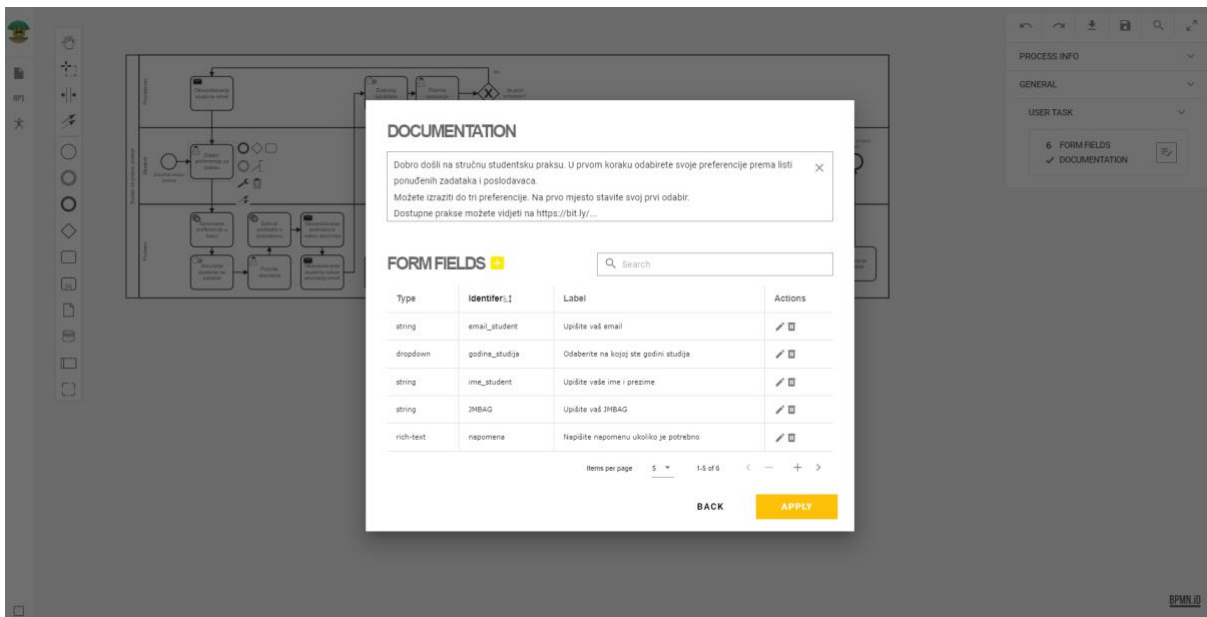 PROCESS INFO
GENERAL
USER TASK
6 FORM FIELDS
DOCUMENTATION
DOCUMENTATION
Dobro došli na stručnu studentsku praksu. U prvom koraku odabirete svoje preferencije prema listi
ponuđenih zadataka i poslodavaca.
Možete izraziti do tri preferencije. Na prvo mjesto stavite svoj prvi odabir.
Dostupne prakse možete vidjeti na https://bit.ly/...
FORM FIELDS
Search
Type Identifer Label Actions
string email_student Upišite vaš email
dropdown godina_studija Odaberite na kojoj ste godini studija
string ime_student Upišite vaše ime i prezime
string JMBAG Upišite vaš JMBAG
rich-text napomena Napišite napomenu ukoliko je potrebno
Items per page 5 1-5 of 6
BACK APPLY
BPMN.iO